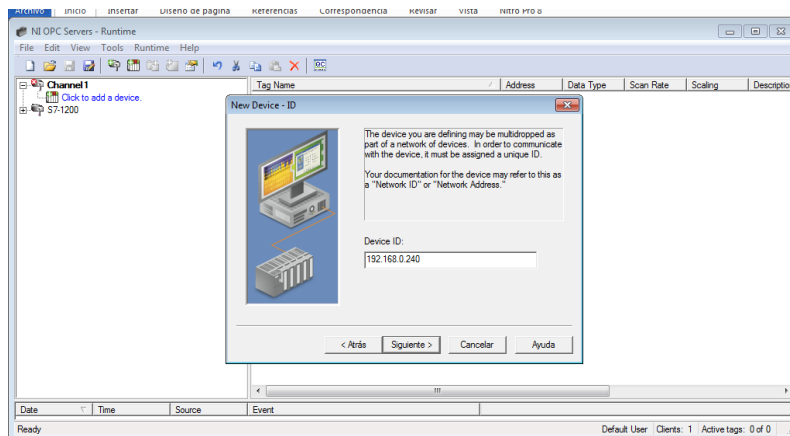 Archivo Inicio Insertar Diseño de página Referencias Correspondencia Revisar Vista Nitro Pro 8
NI OPC Servers - Runtime
File Edit View Tools Runtime Help
Channel1
Click to add a device.
S7-1200
Tag Name Address Data Type Scan Rate Scaling Descriptio
New Device - ID
The device you are defining may be multidropped as
part of a network of devices. In order to communicate
with the device, it must be assigned a unique ID.
Your documentation for the device may refer to this as
a "Network ID" or "Network Address."
Device ID:
192.168.0.240
< Atrás Siguiente > Cancelar Ayuda
Date Time Source Event
Ready Default User Clients: 1 Active tags: 0 of 0